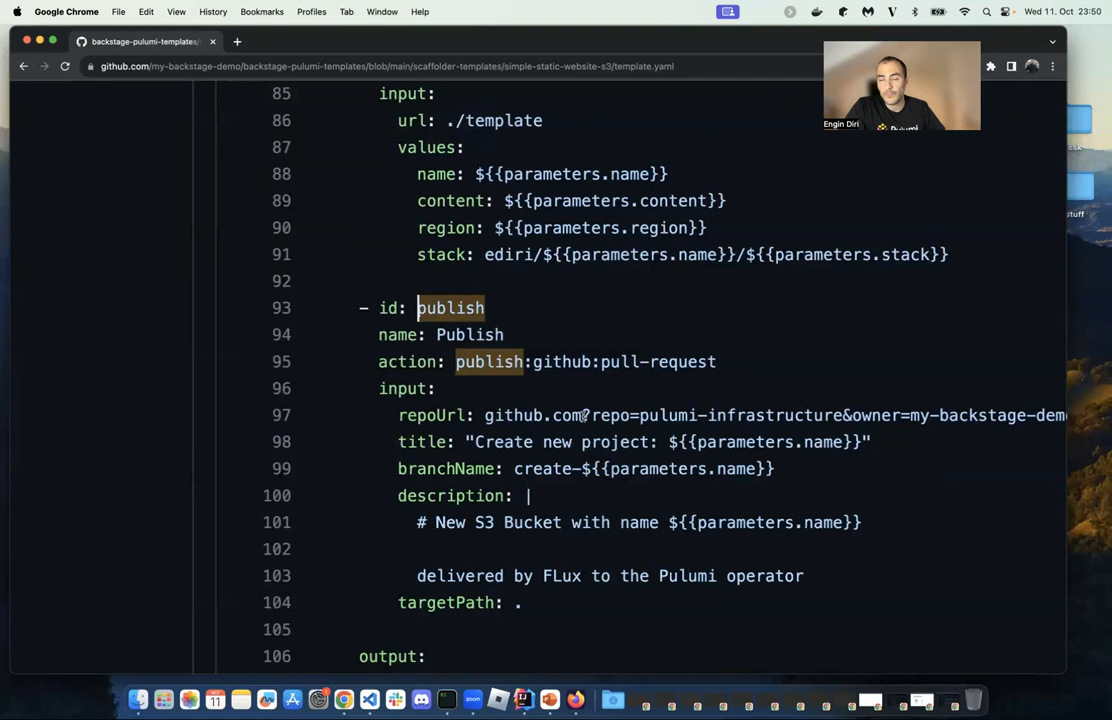 Google Chrome File Edit View History Bookmarks Profiles Tab Window Help Wed 11. Oct 23:50
backstage-pulumi-templates/
github.com/my-backstage-demo/backstage-pulumi-templates/blob/main/scaffolder-templates/simple-static-website-s3/template.yaml
Engin Diri
Pulumi
stuff
85 input:
86 url: ./template
87 values:
88 name: ${{parameters.name}}
89 content: ${{parameters.content}}
90 region: ${{parameters.region}}
91 stack: ediri/${{parameters.name}}/${{parameters.stack}}
92
93 - id: publish
94 name: Publish
95 action: publish:github:pull-request
96 input:
97 repoUrl: github.com?repo=pulumi-infrastructure&owner=my-backstage-demo
98 title: "Create new project: ${{parameters.name}}"
99 branchName: create-${{parameters.name}}
100 description: |
101 # New S3 Bucket with name ${{parameters.name}}
102
103 delivered by FLux to the Pulumi operator
104 targetPath: .
105
106 output: